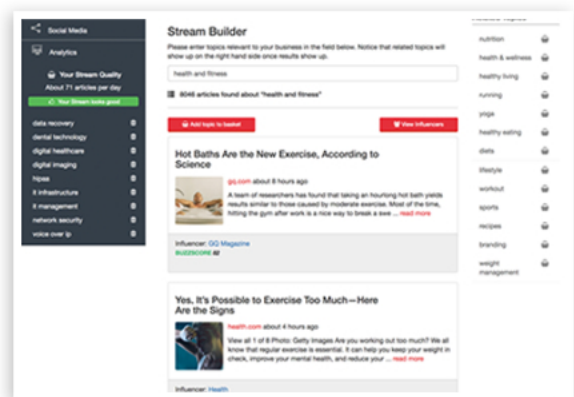 Social Media
Analytics
Your Stream Quality
About 71 articles per day
Your Stream looks good
data recovery
dental technology
digital healthcare
digital imaging
hipaa
it infrastructure
it management
network security
voice over ip
Stream Builder
Please enter topics relevant to your business in the field below. Notice that related topics will
show up on the right hand side once results show up.
health and fitness
8046 articles found about "health and fitness"
Add topic to basket
View Influencers
Hot Baths Are the New Exercise, According to
Science
gq.com about 8 hours ago
A team of researchers has found that taking an hourlong hot bath yields
results similar to those caused by moderate exercise. Most of the time,
hitting the gym after work is a nice way to break a swe ... read more
Influencer: GQ Magazine
BUZZSCORE 82
Yes, It's Possible to Exercise Too Much—Here
Are the Signs
health.com about 4 hours ago
View all 1 of 8 Photo: Getty Images Are you working out too much? We all
know that regular exercise is essential. It can help you keep your weight in
check, improve your mental health, and reduce your ... read more
Influencer: Health
nutrition
health & wellness
healthy living
running
yoga
healthy eating
diets
lifestyle
workout
sports
recipes
branding
weight
management